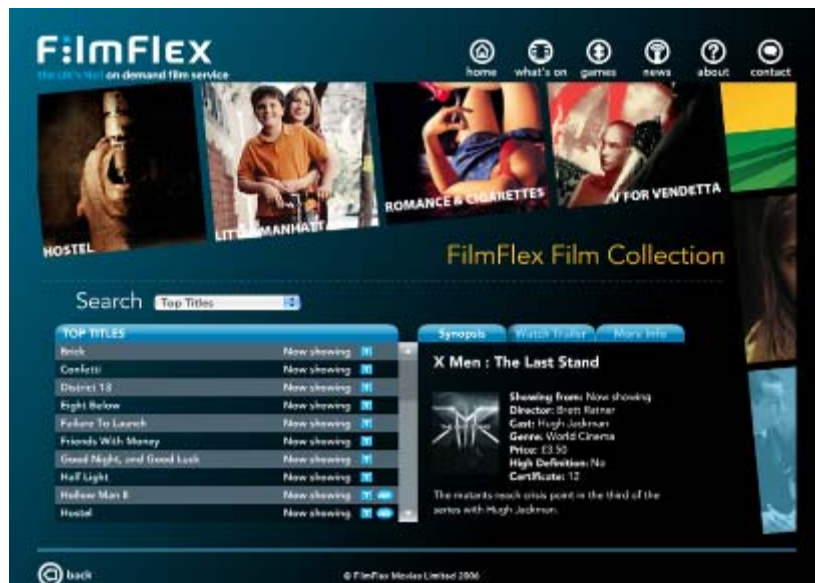 FilmFlex
the UK's No1 on demand film service
home what's on games news about contact
HOSTEL
LITTLE MANHATT
ROMANCE & CIGARETTES
V FOR VENDETTA
FilmFlex Film Collection
Search Top Titles
TOP TITLES
Brick Now showing
Confetti Now showing
District 13 Now showing
Eight Below Now showing
Failure To Launch Now showing
Friends With Money Now showing
Good Night, and Good Luck Now showing
Half Light Now showing
Hollow Man II Now showing
Hostel Now showing
Synopsis Watch Trailer More Info
X Men : The Last Stand
Showing from: Now showing
Director: Brett Ratner
Cast: Hugh Jackman
Genre: World Cinema
Price: £3.50
High Definition: No
Certificate: 12
The mutants reach crisis point in the third of the
series with Hugh Jackman.
back
© FilmFlex Movies Limited 2006